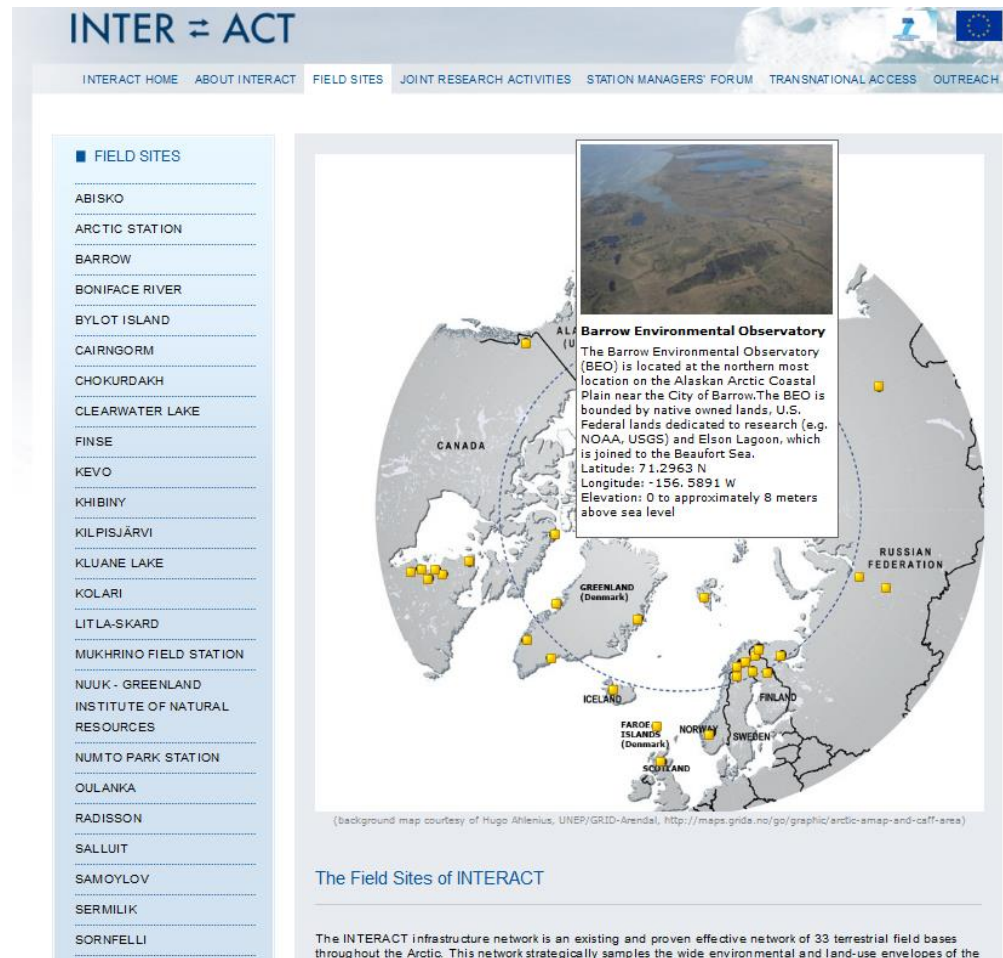 INTER ⇄ ACT
INTERACT HOME ABOUT INTERACT FIELD SITES JOINT RESEARCH ACTIVITIES STATION MANAGERS' FORUM TRANSNATIONAL ACCESS OUTREACH
FIELD SITES
ABISKO
ARCTIC STATION
BARROW
BONIFACE RIVER
BYLOT ISLAND
CAIRNGORM
CHOKURDAKH
CLEARWATER LAKE
FINSE
KEVO
KHIBINY
KILPISJÄRVI
KLUANE LAKE
KOLARI
LITLA-SKARD
MUKHRINO FIELD STATION
NUUK - GREENLAND
INSTITUTE OF NATURAL
RESOURCES
NUMTO PARK STATION
OULANKA
RADISSON
SALLUIT
SAMOYLOV
SERMILIK
SORNFELLI
Barrow Environmental Observatory
The Barrow Environmental Observatory
(BEO) is located at the northern most
location on the Alaskan Arctic Coastal
Plain near the City of Barrow.The BEO is
bounded by native owned lands, U.S.
Federal lands dedicated to research (e.g.
NOAA, USGS) and Elson Lagoon, which
is joined to the Beaufort Sea.
Latitude: 71.2963 N
Longitude: -156. 5891 W
Elevation: 0 to approximately 8 meters
above sea level
CANADA
RUSSIAN
FEDERATION
GREENLAND
(Denmark)
ICELAND
FINLAND
FAROE
ISLANDS
(Denmark)
NORWAY
SWEDEN
SCOTLAND
(background map courtesy of Hugo Ahlenius, UNEP/GRID-Arendal, http://maps.grida.no/go/graphic/arctic-amap-and-caff-area)
The Field Sites of INTERACT
The INTERACT infrastructure network is an existing and proven effective network of 33 terrestrial field bases
throughout the Arctic. This network strategically samples the wide environmental and land-use envelopes of the